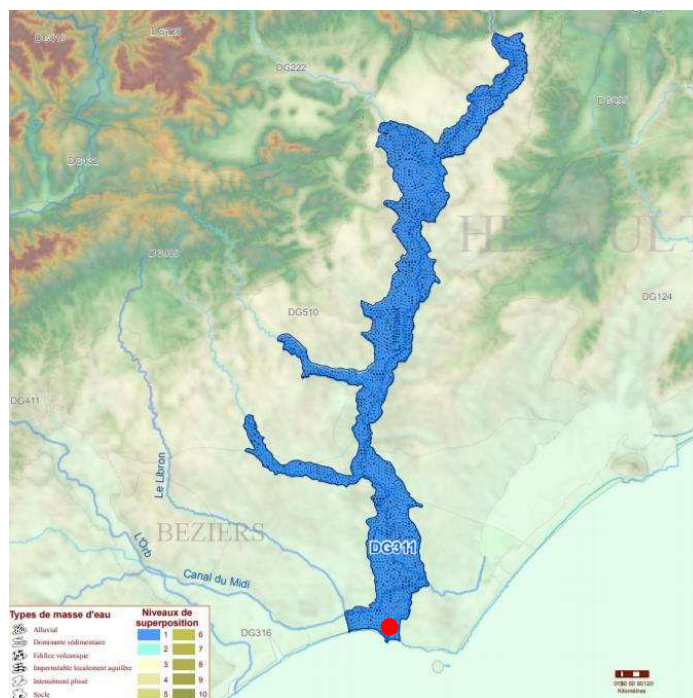 DG222
HERAULT
DG510
DG124
DG411
Le Libron
BEZIERS
L'Orb
DG311
Canal du Midi
DG316
Types de masse d'eau
Alluvial
Dominante sédimentaire
Edifice volcanique
Imperméable localement aquifère
Intensément plissé
Socle
Niveaux de superposition
1 6
2 7
3 8
4 9
5 10
Kilomètres